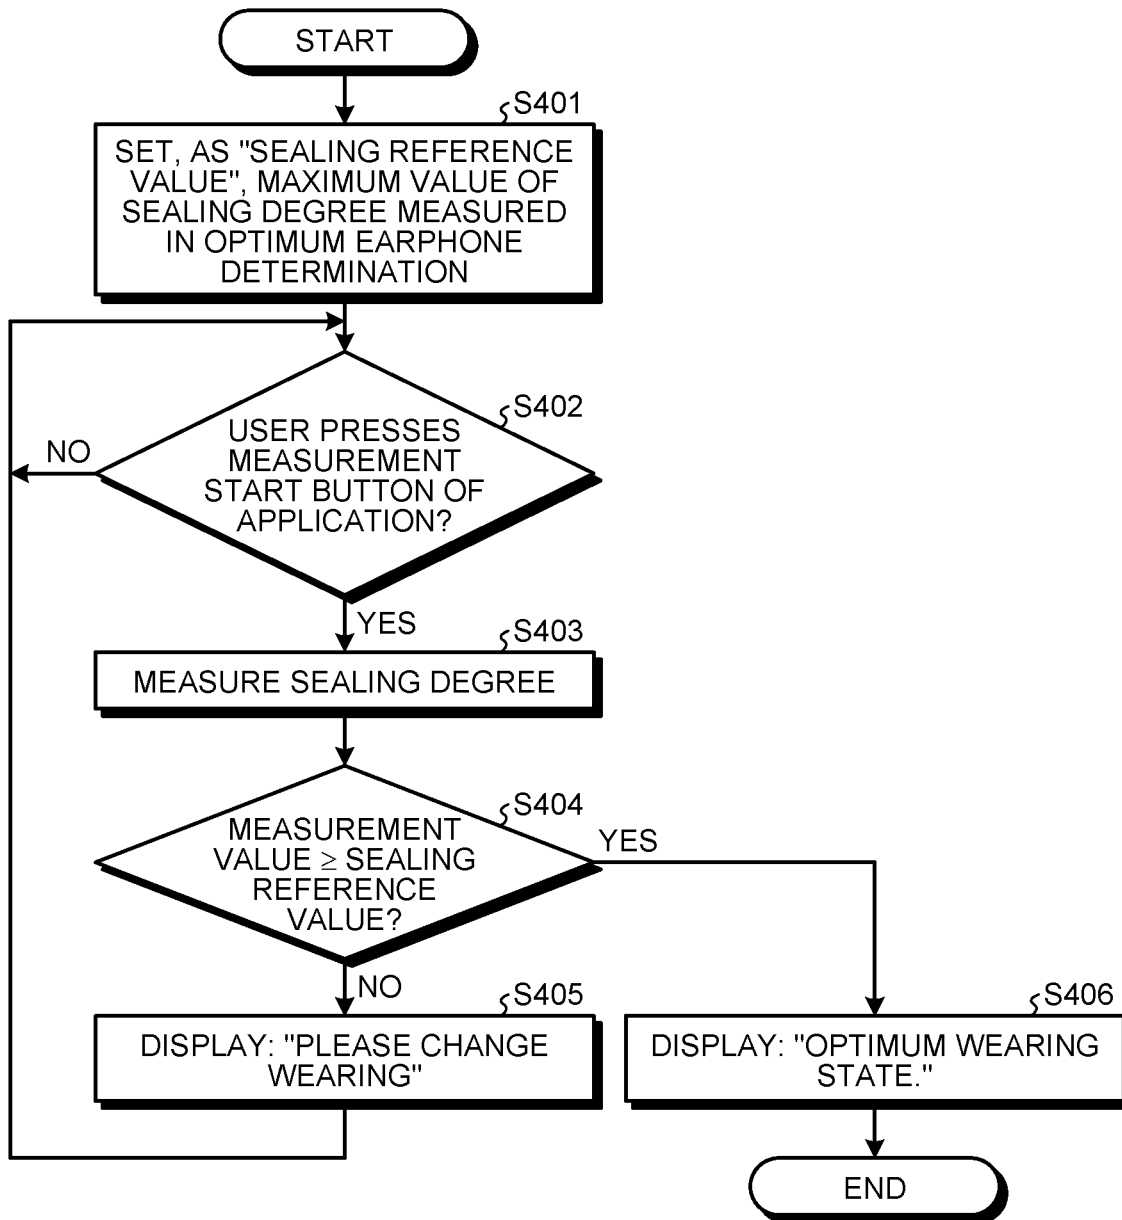 START
S401
SET, AS "SEALING REFERENCE
VALUE", MAXIMUM VALUE OF
SEALING DEGREE MEASURED
IN OPTIMUM EARPHONE
DETERMINATION
S402
USER PRESSES
MEASUREMENT
START BUTTON OF
APPLICATION?
NO
YES
S403
MEASURE SEALING DEGREE
S404
MEASUREMENT
VALUE ≥ SEALING
REFERENCE
VALUE?
YES
NO
S405
DISPLAY: "PLEASE CHANGE
WEARING"
S406
DISPLAY: "OPTIMUM WEARING
STATE."
END